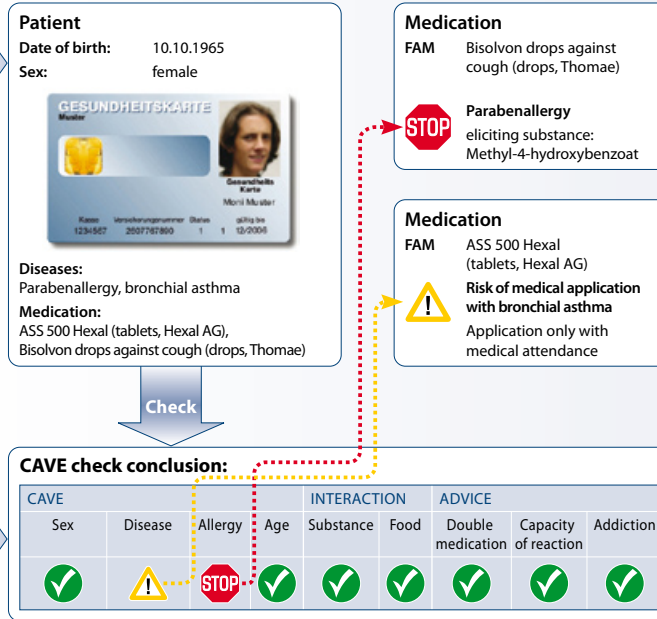 Patient
Date of birth: 10.10.1965
Sex: female
GESUNDHEITSKARTE
Muster
Gesundheits
Karte
Moni Muster
Kasse Versicherungsnummer Status gültig bis
1234567 2607767890 1 1 12/2006
Diseases:
Parabenallergy, bronchial asthma
Medication:
ASS 500 Hexal (tablets, Hexal AG),
Bisolvon drops against cough (drops, Thomae)
Check
Medication
FAM Bisolvon drops against
cough (drops, Thomae)
STOP
Parabenallergy
eliciting substance:
Methyl-4-hydroxybenzoat
Medication
FAM ASS 500 Hexal
(tablets, Hexal AG)
!
Risk of medical application
with bronchial asthma
Application only with
medical attendance
CAVE check conclusion:
CAVE INTERACTION ADVICE
Sex Disease Allergy Age Substance Food Double Capacity Addiction
medication of reaction
! STOP